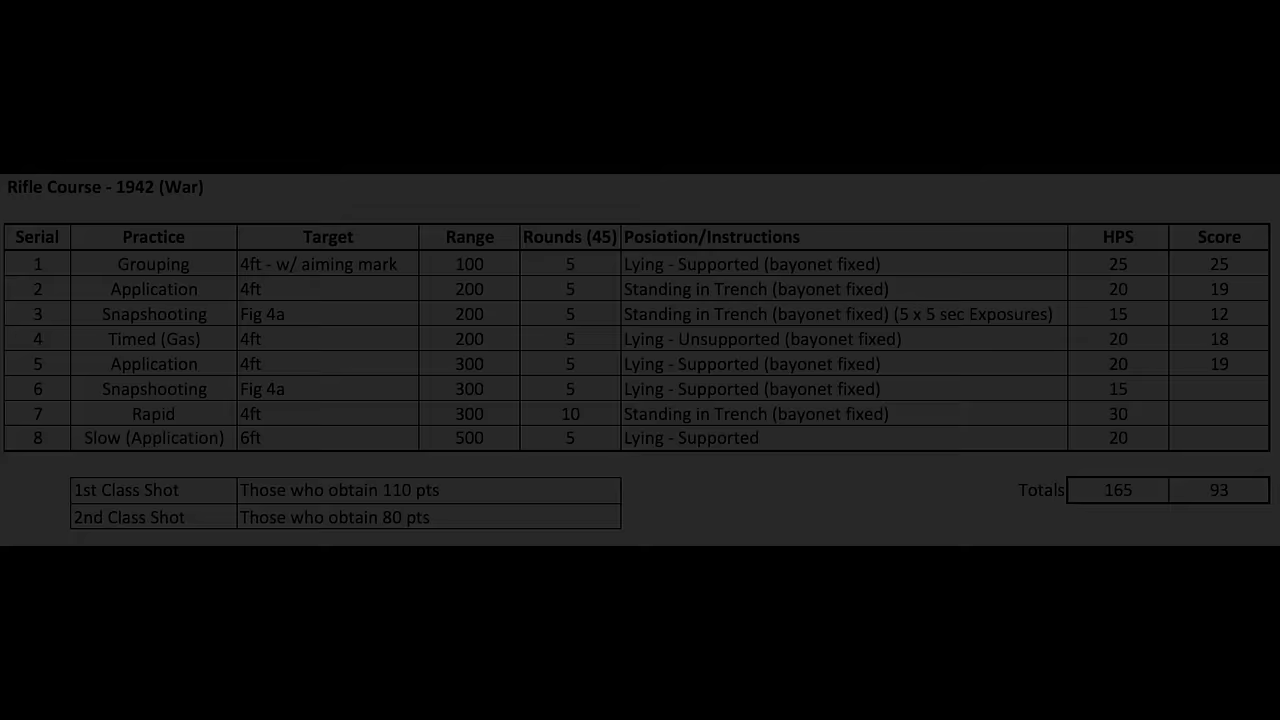 Rifle Course - 1942 (War)
Serial Practice Target Range Rounds (45) Posiotion/Instructions HPS Score
1 Grouping 4ft - w/ aiming mark 100 5 Lying - Supported (bayonet fixed) 25 25
2 Application 4ft 200 5 Standing in Trench (bayonet fixed) 20 19
3 Snapshooting Fig 4a 200 5 Standing in Trench (bayonet fixed) (5 x 5 sec Exposures) 15 12
4 Timed (Gas) 4ft 200 5 Lying - Unsupported (bayonet fixed) 20 18
5 Application 4ft 300 5 Lying - Supported (bayonet fixed) 20 19
6 Snapshooting Fig 4a 300 5 Lying - Supported (bayonet fixed) 15
7 Rapid 4ft 300 10 Standing in Trench (bayonet fixed) 30
8 Slow (Application) 6ft 500 5 Lying - Supported 20
1st Class Shot Those who obtain 110 pts Totals 165 93
2nd Class Shot Those who obtain 80 pts